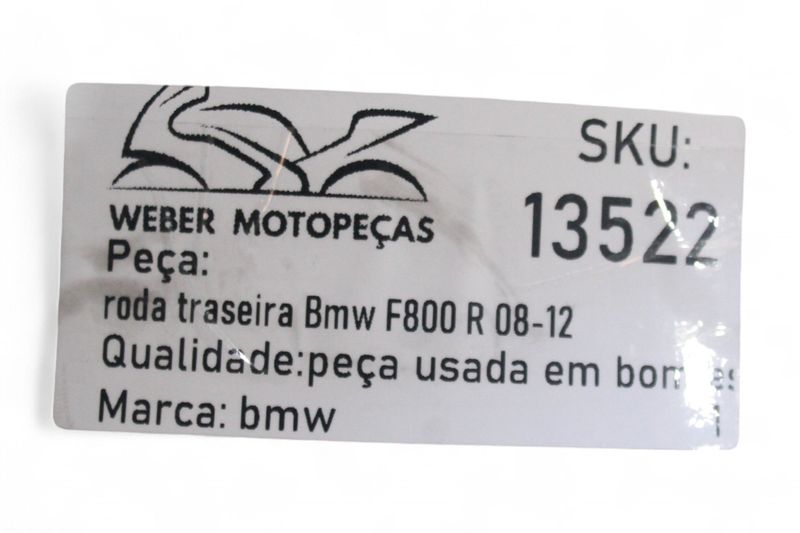 WEBER MOTOPEÇAS
SKU:
13522
Peça:
roda traseira Bmw F800 R 08-12
Qualidade:peça usada em bom
Marca: bmw